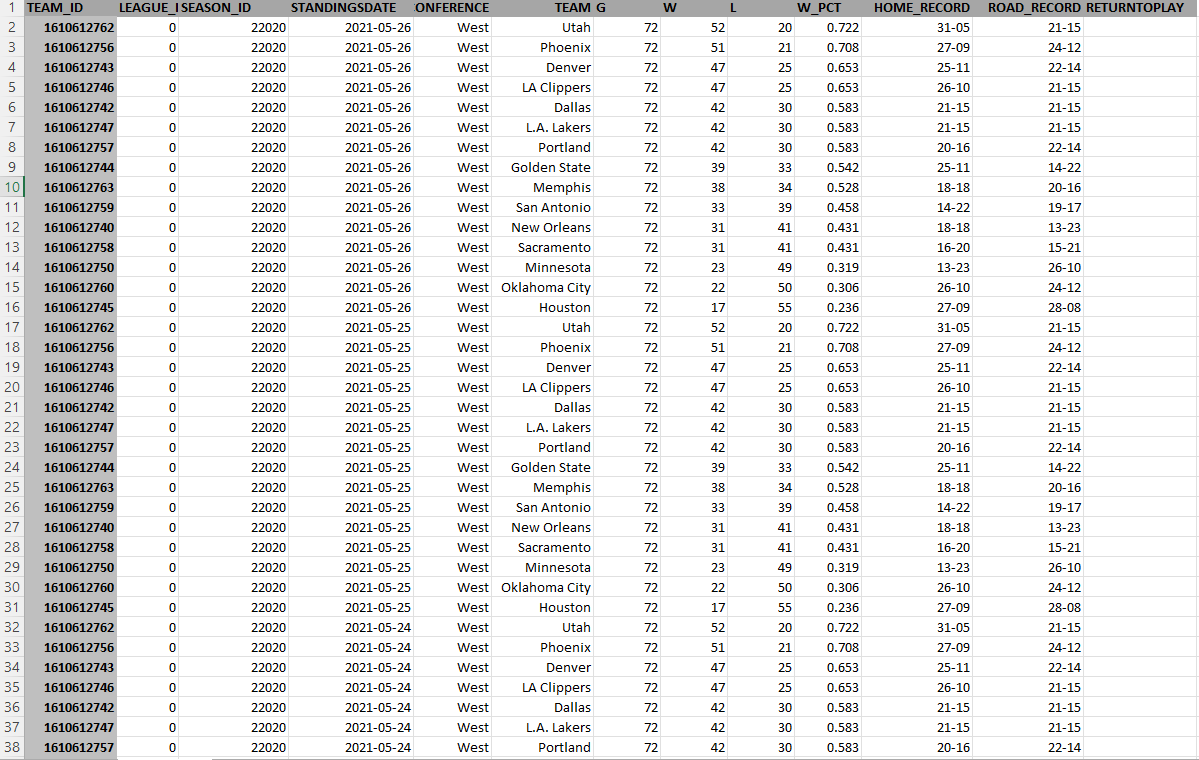 1 TEAM_ID LEAGUE_I SEASON_ID STANDINGSDATE ONFERENCE TEAM G W L W_PCT HOME_RECORD ROAD_RECORD RETURNTOPLAY
2 1610612762 0 22020 2021-05-26 West Utah 72 52 20 0.722 31-05 21-15
3 1610612756 0 22020 2021-05-26 West Phoenix 72 51 21 0.708 27-09 24-12
4 1610612743 0 22020 2021-05-26 West Denver 72 47 25 0.653 25-11 22-14
5 1610612746 0 22020 2021-05-26 West LA Clippers 72 47 25 0.653 26-10 21-15
6 1610612742 0 22020 2021-05-26 West Dallas 72 42 30 0.583 21-15 21-15
7 1610612747 0 22020 2021-05-26 West L.A. Lakers 72 42 30 0.583 21-15 21-15
8 1610612757 0 22020 2021-05-26 West Portland 72 42 30 0.583 20-16 22-14
9 1610612744 0 22020 2021-05-26 West Golden State 72 39 33 0.542 25-11 14-22
10 1610612763 0 22020 2021-05-26 West Memphis 72 38 34 0.528 18-18 20-16
11 1610612759 0 22020 2021-05-26 West San Antonio 72 33 39 0.458 14-22 19-17
12 1610612740 0 22020 2021-05-26 West New Orleans 72 31 41 0.431 18-18 13-23
13 1610612758 0 22020 2021-05-26 West Sacramento 72 31 41 0.431 16-20 15-21
14 1610612750 0 22020 2021-05-26 West Minnesota 72 23 49 0.319 13-23 26-10
15 1610612760 0 22020 2021-05-26 West Oklahoma City 72 22 50 0.306 26-10 24-12
16 1610612745 0 22020 2021-05-26 West Houston 72 17 55 0.236 27-09 28-08
17 1610612762 0 22020 2021-05-25 West Utah 72 52 20 0.722 31-05 21-15
18 1610612756 0 22020 2021-05-25 West Phoenix 72 51 21 0.708 27-09 24-12
19 1610612743 0 22020 2021-05-25 West Denver 72 47 25 0.653 25-11 22-14
20 1610612746 0 22020 2021-05-25 West LA Clippers 72 47 25 0.653 26-10 21-15
21 1610612742 0 22020 2021-05-25 West Dallas 72 42 30 0.583 21-15 21-15
22 1610612747 0 22020 2021-05-25 West L.A. Lakers 72 42 30 0.583 21-15 21-15
23 1610612757 0 22020 2021-05-25 West Portland 72 42 30 0.583 20-16 22-14
24 1610612744 0 22020 2021-05-25 West Golden State 72 39 33 0.542 25-11 14-22
25 1610612763 0 22020 2021-05-25 West Memphis 72 38 34 0.528 18-18 20-16
26 1610612759 0 22020 2021-05-25 West San Antonio 72 33 39 0.458 14-22 19-17
27 1610612740 0 22020 2021-05-25 West New Orleans 72 31 41 0.431 18-18 13-23
28 1610612758 0 22020 2021-05-25 West Sacramento 72 31 41 0.431 16-20 15-21
29 1610612750 0 22020 2021-05-25 West Minnesota 72 23 49 0.319 13-23 26-10
30 1610612760 0 22020 2021-05-25 West Oklahoma City 72 22 50 0.306 26-10 24-12
31 1610612745 0 22020 2021-05-25 West Houston 72 17 55 0.236 27-09 28-08
32 1610612762 0 22020 2021-05-24 West Utah 72 52 20 0.722 31-05 21-15
33 1610612756 0 22020 2021-05-24 West Phoenix 72 51 21 0.708 27-09 24-12
34 1610612743 0 22020 2021-05-24 West Denver 72 47 25 0.653 25-11 22-14
35 1610612746 0 22020 2021-05-24 West LA Clippers 72 47 25 0.653 26-10 21-15
36 1610612742 0 22020 2021-05-24 West Dallas 72 42 30 0.583 21-15 21-15
37 1610612747 0 22020 2021-05-24 West L.A. Lakers 72 42 30 0.583 21-15 21-15
38 1610612757 0 22020 2021-05-24 West Portland 72 42 30 0.583 20-16 22-14